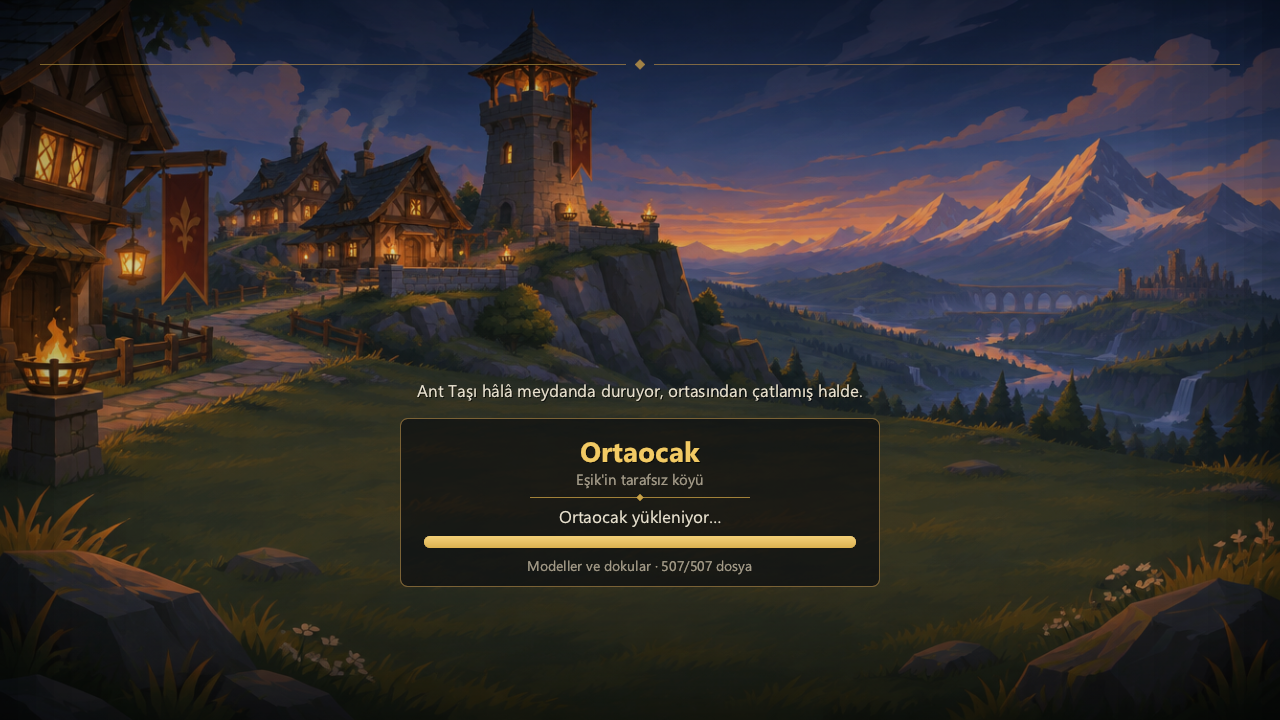 Ant Taşı hâlâ meydanda duruyor, ortasından çatlamış halde.
Ortaocak
Eşik'in tarafsız köyü
Ortaocak yükleniyor...
Modeller ve dokular · 507/507 dosya